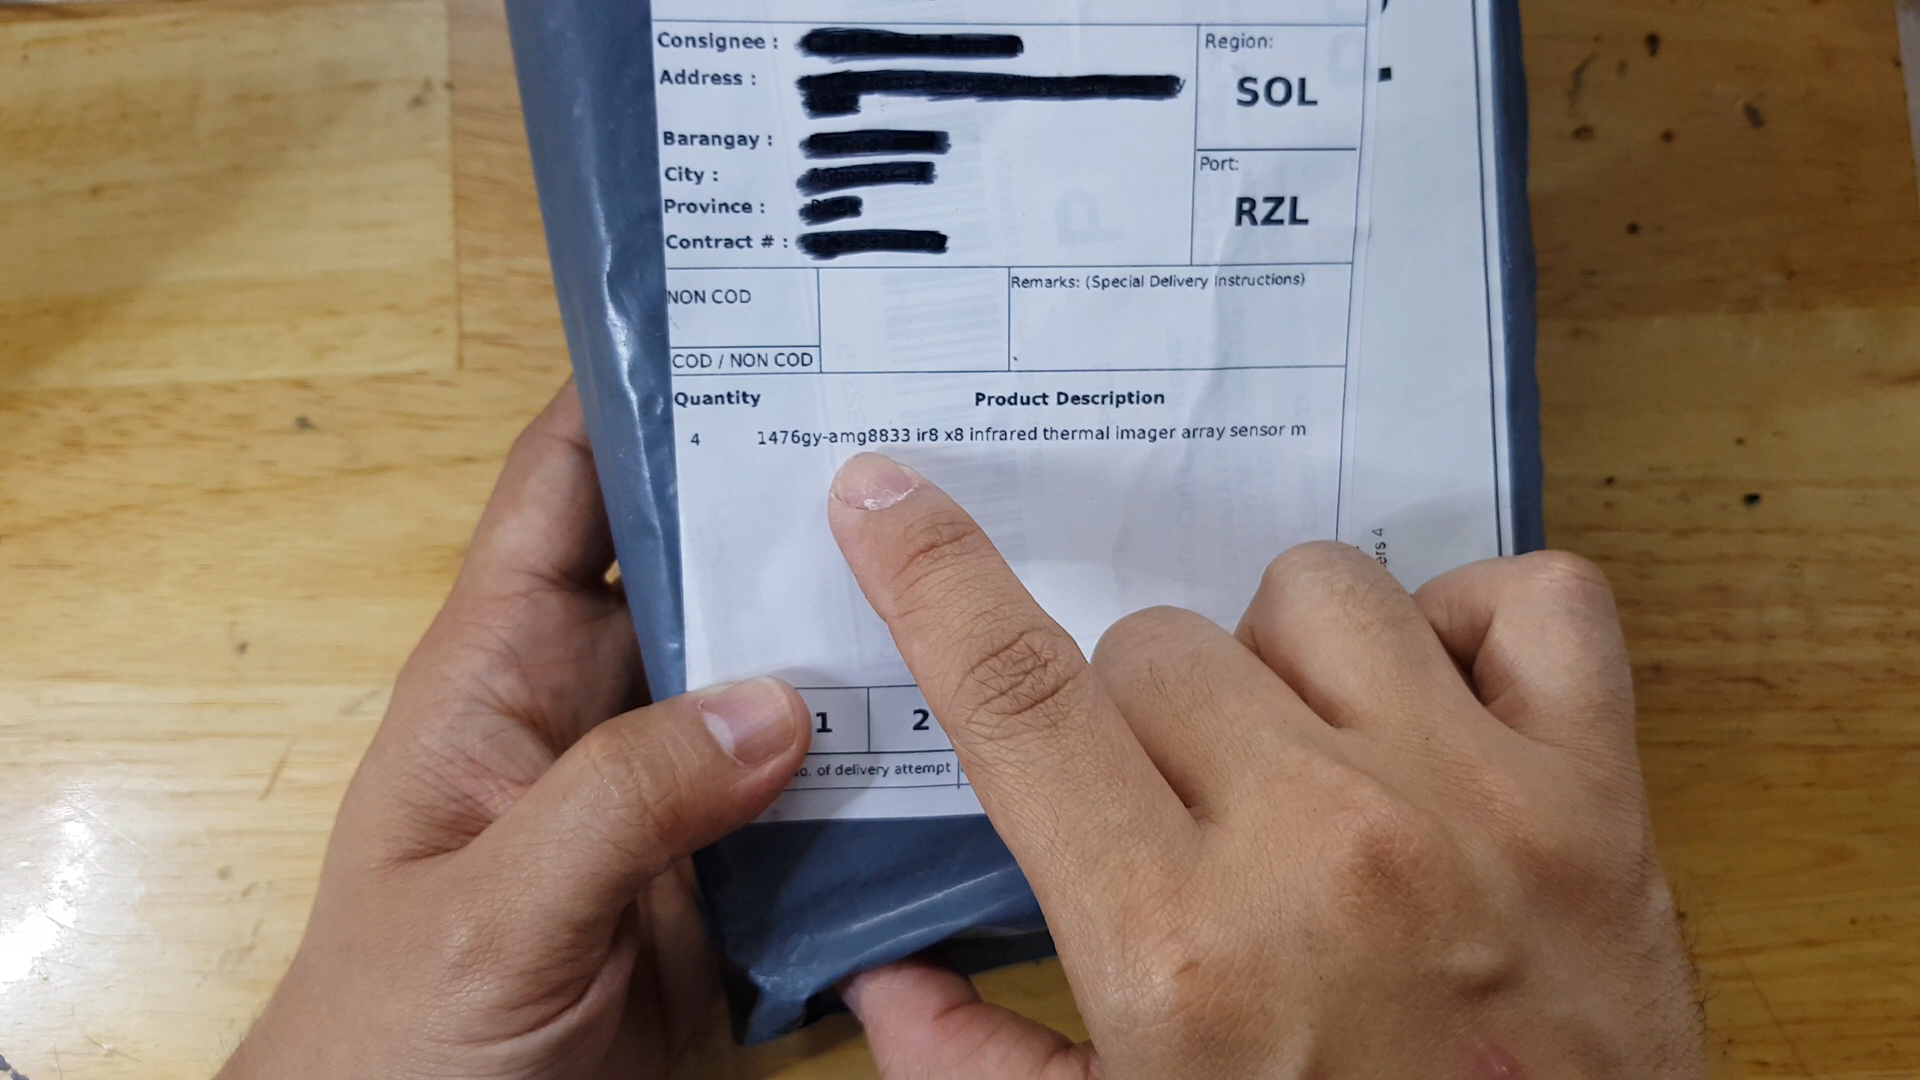 Consignee :
Address :
Barangay :
City :
Province :
Contract # :
Region:
SOL
Port:
RZL
NON COD
COD / NON COD
Remarks: (Special Delivery Instructions)
Quantity Product Description
4 1476gy-amg8833 ir8 x8 infrared thermal imager array sensor m
1 2
of delivery attempt
4